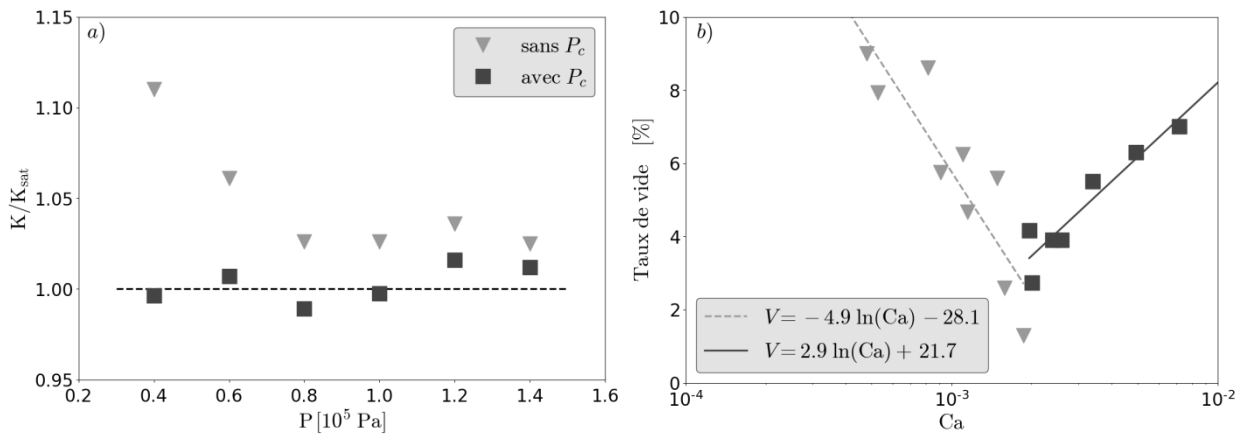 a)
1.15
1.10
1.05
1.00
0.95
K/K_sat
sans P_c
avec P_c
0.2 0.4 0.6 0.8 1.0 1.2 1.4 1.6
P [10^5 Pa]
b)
10
8
6
4
2
0
Taux de vide [%]
V = − 4.9 ln(Ca) − 28.1
V = 2.9 ln(Ca) + 21.7
10^-4 10^-3 10^-2
Ca